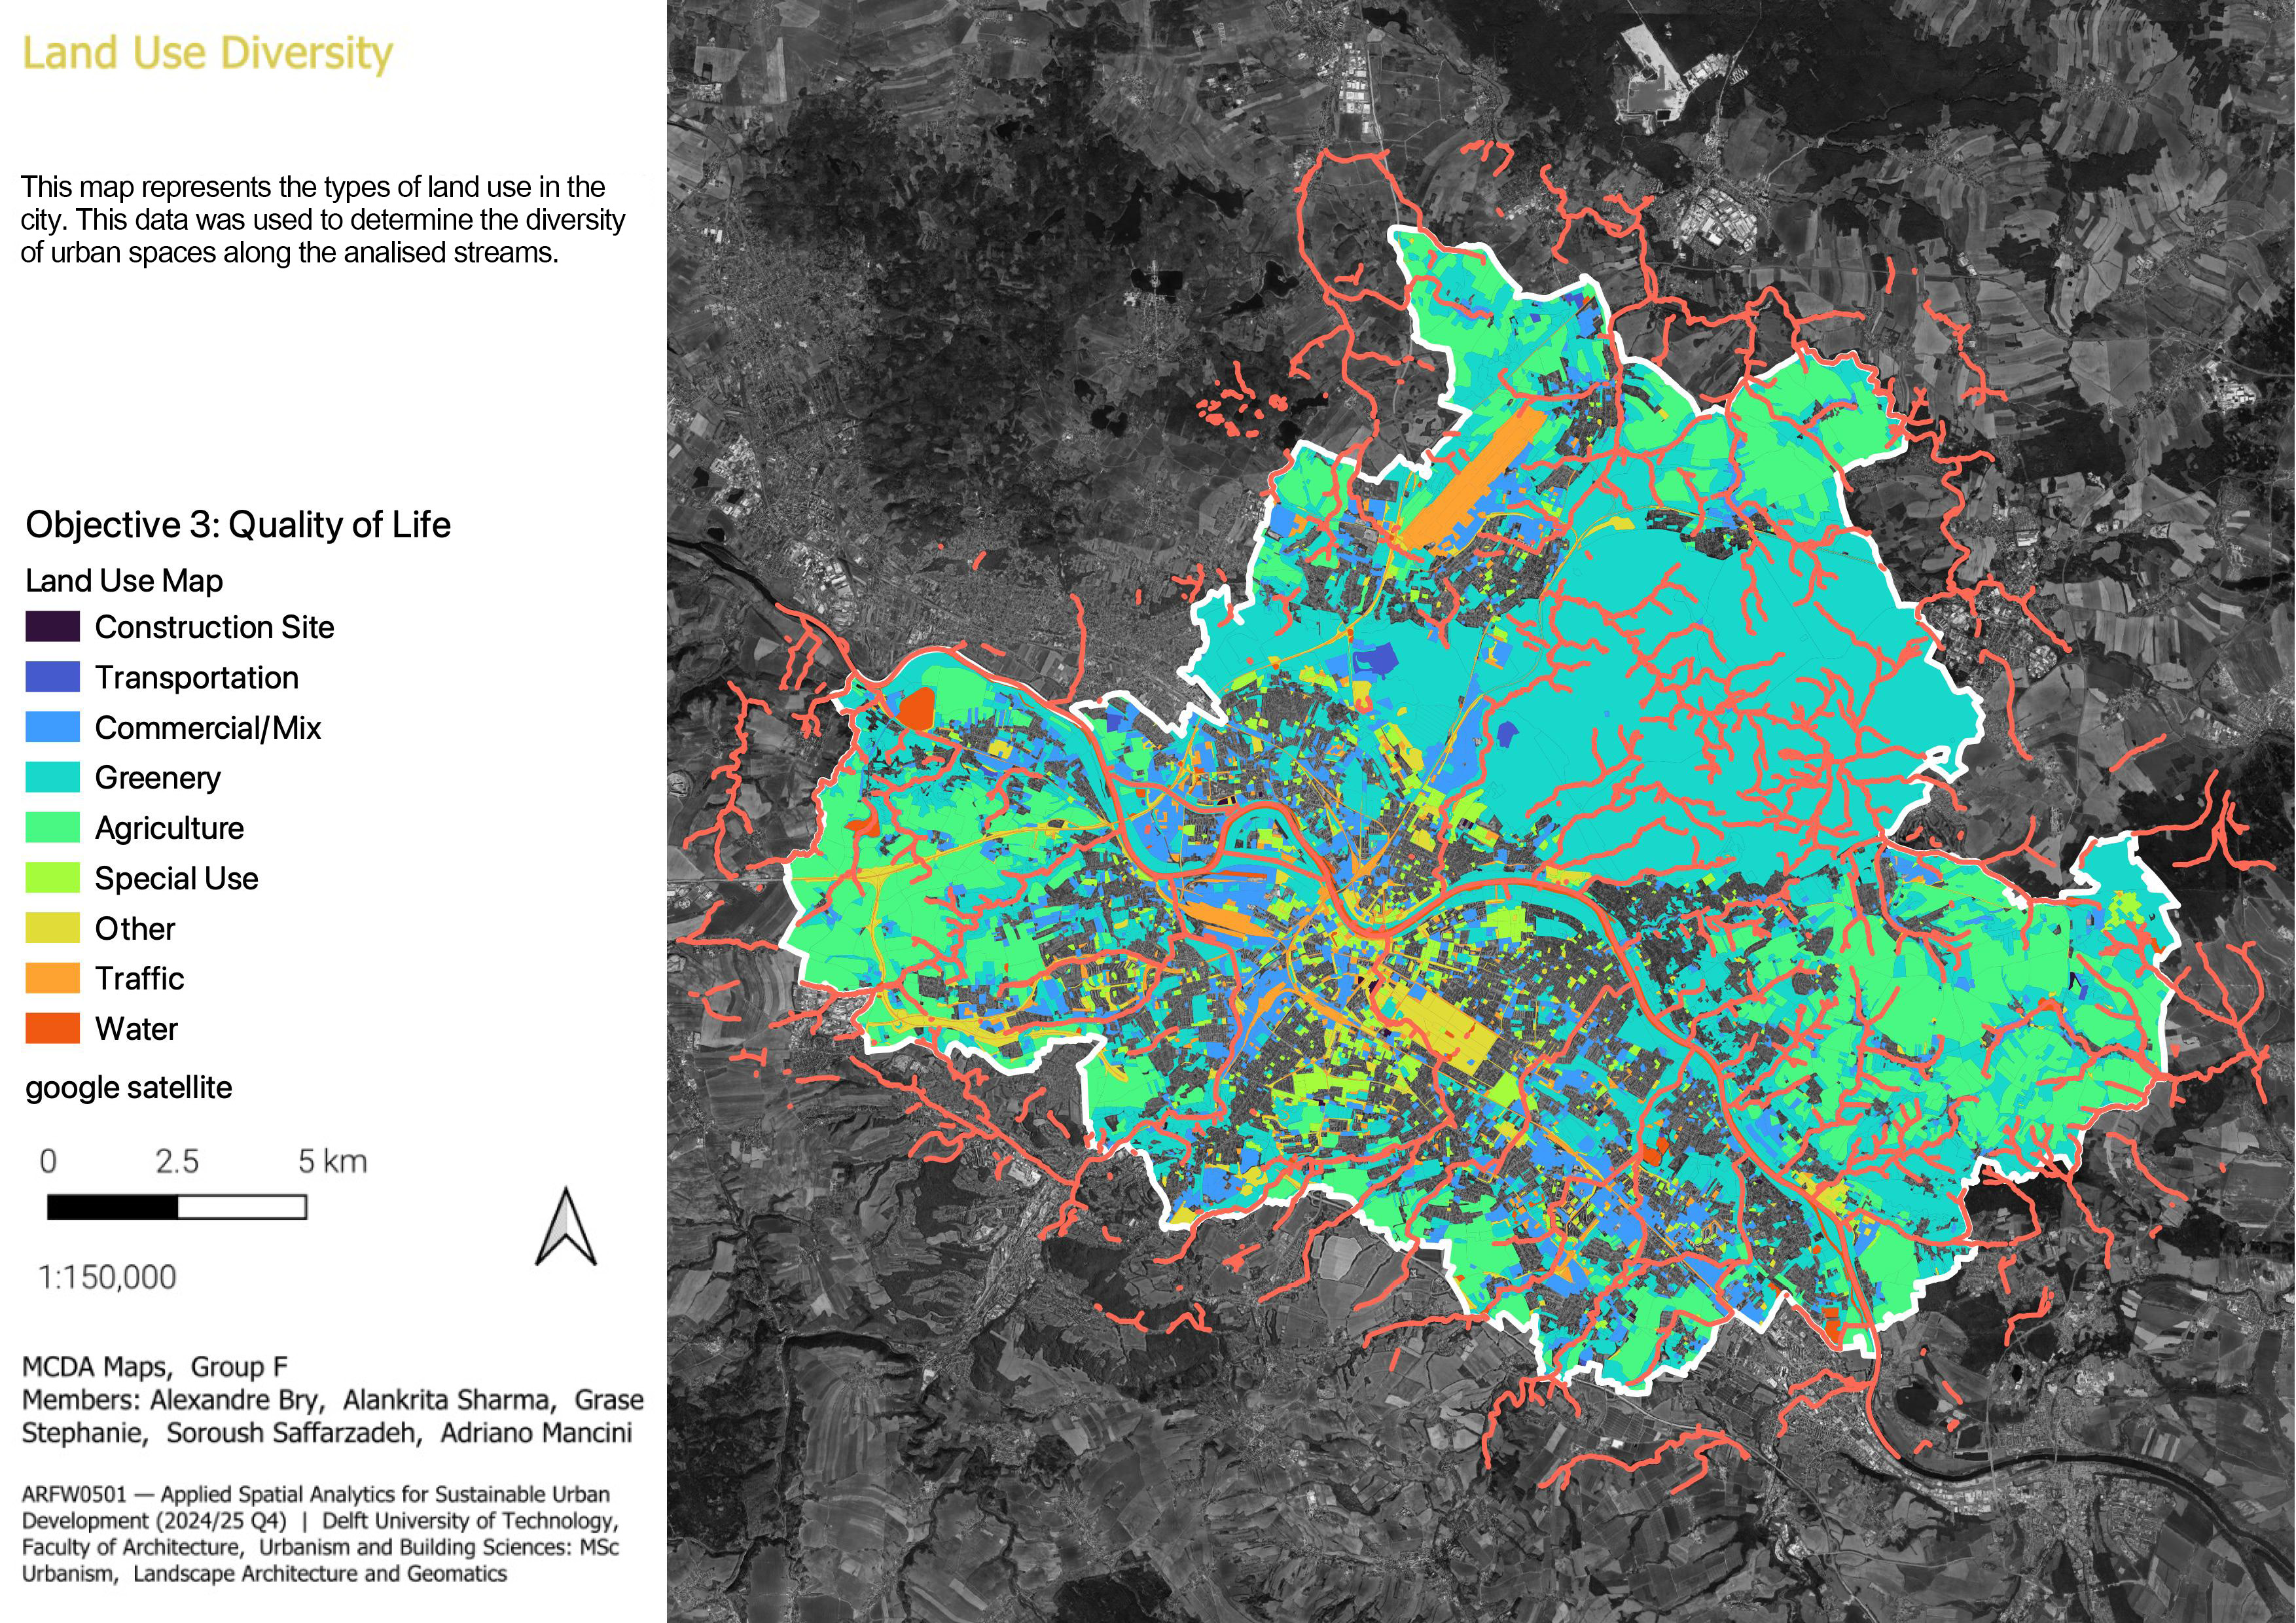 Land Use Diversity
This map represents the types of land use in the
city. This data was used to determine the diversity
of urban spaces along the analised streams.
Objective 3: Quality of Life
Land Use Map
Construction Site
Transportation
Commercial/Mix
Greenery
Agriculture
Special Use
Other
Traffic
Water
google satellite
0 2.5 5 km
1:150,000
MCDA Maps, Group F
Members: Alexandre Bry, Alankrita Sharma, Grase
Stephanie, Soroush Saffarzadeh, Adriano Mancini
ARFW0501 — Applied Spatial Analytics for Sustainable Urban
Development (2024/25 Q4) | Delft University of Technology,
Faculty of Architecture, Urbanism and Building Sciences: MSc
Urbanism, Landscape Architecture and Geomatics